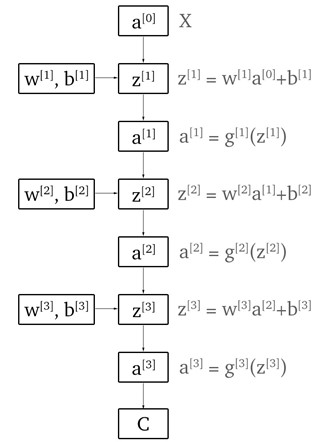 a[0] X
w[1], b[1] z[1] z[1] = w[1]a[0]+b[1]
a[1] a[1] = g[1](z[1])
w[2], b[2] z[2] z[2] = w[2]a[1]+b[2]
a[2] a[2] = g[2](z[2])
w[3], b[3] z[3] z[3] = w[3]a[2]+b[3]
a[3] a[3] = g[3](z[3])
C